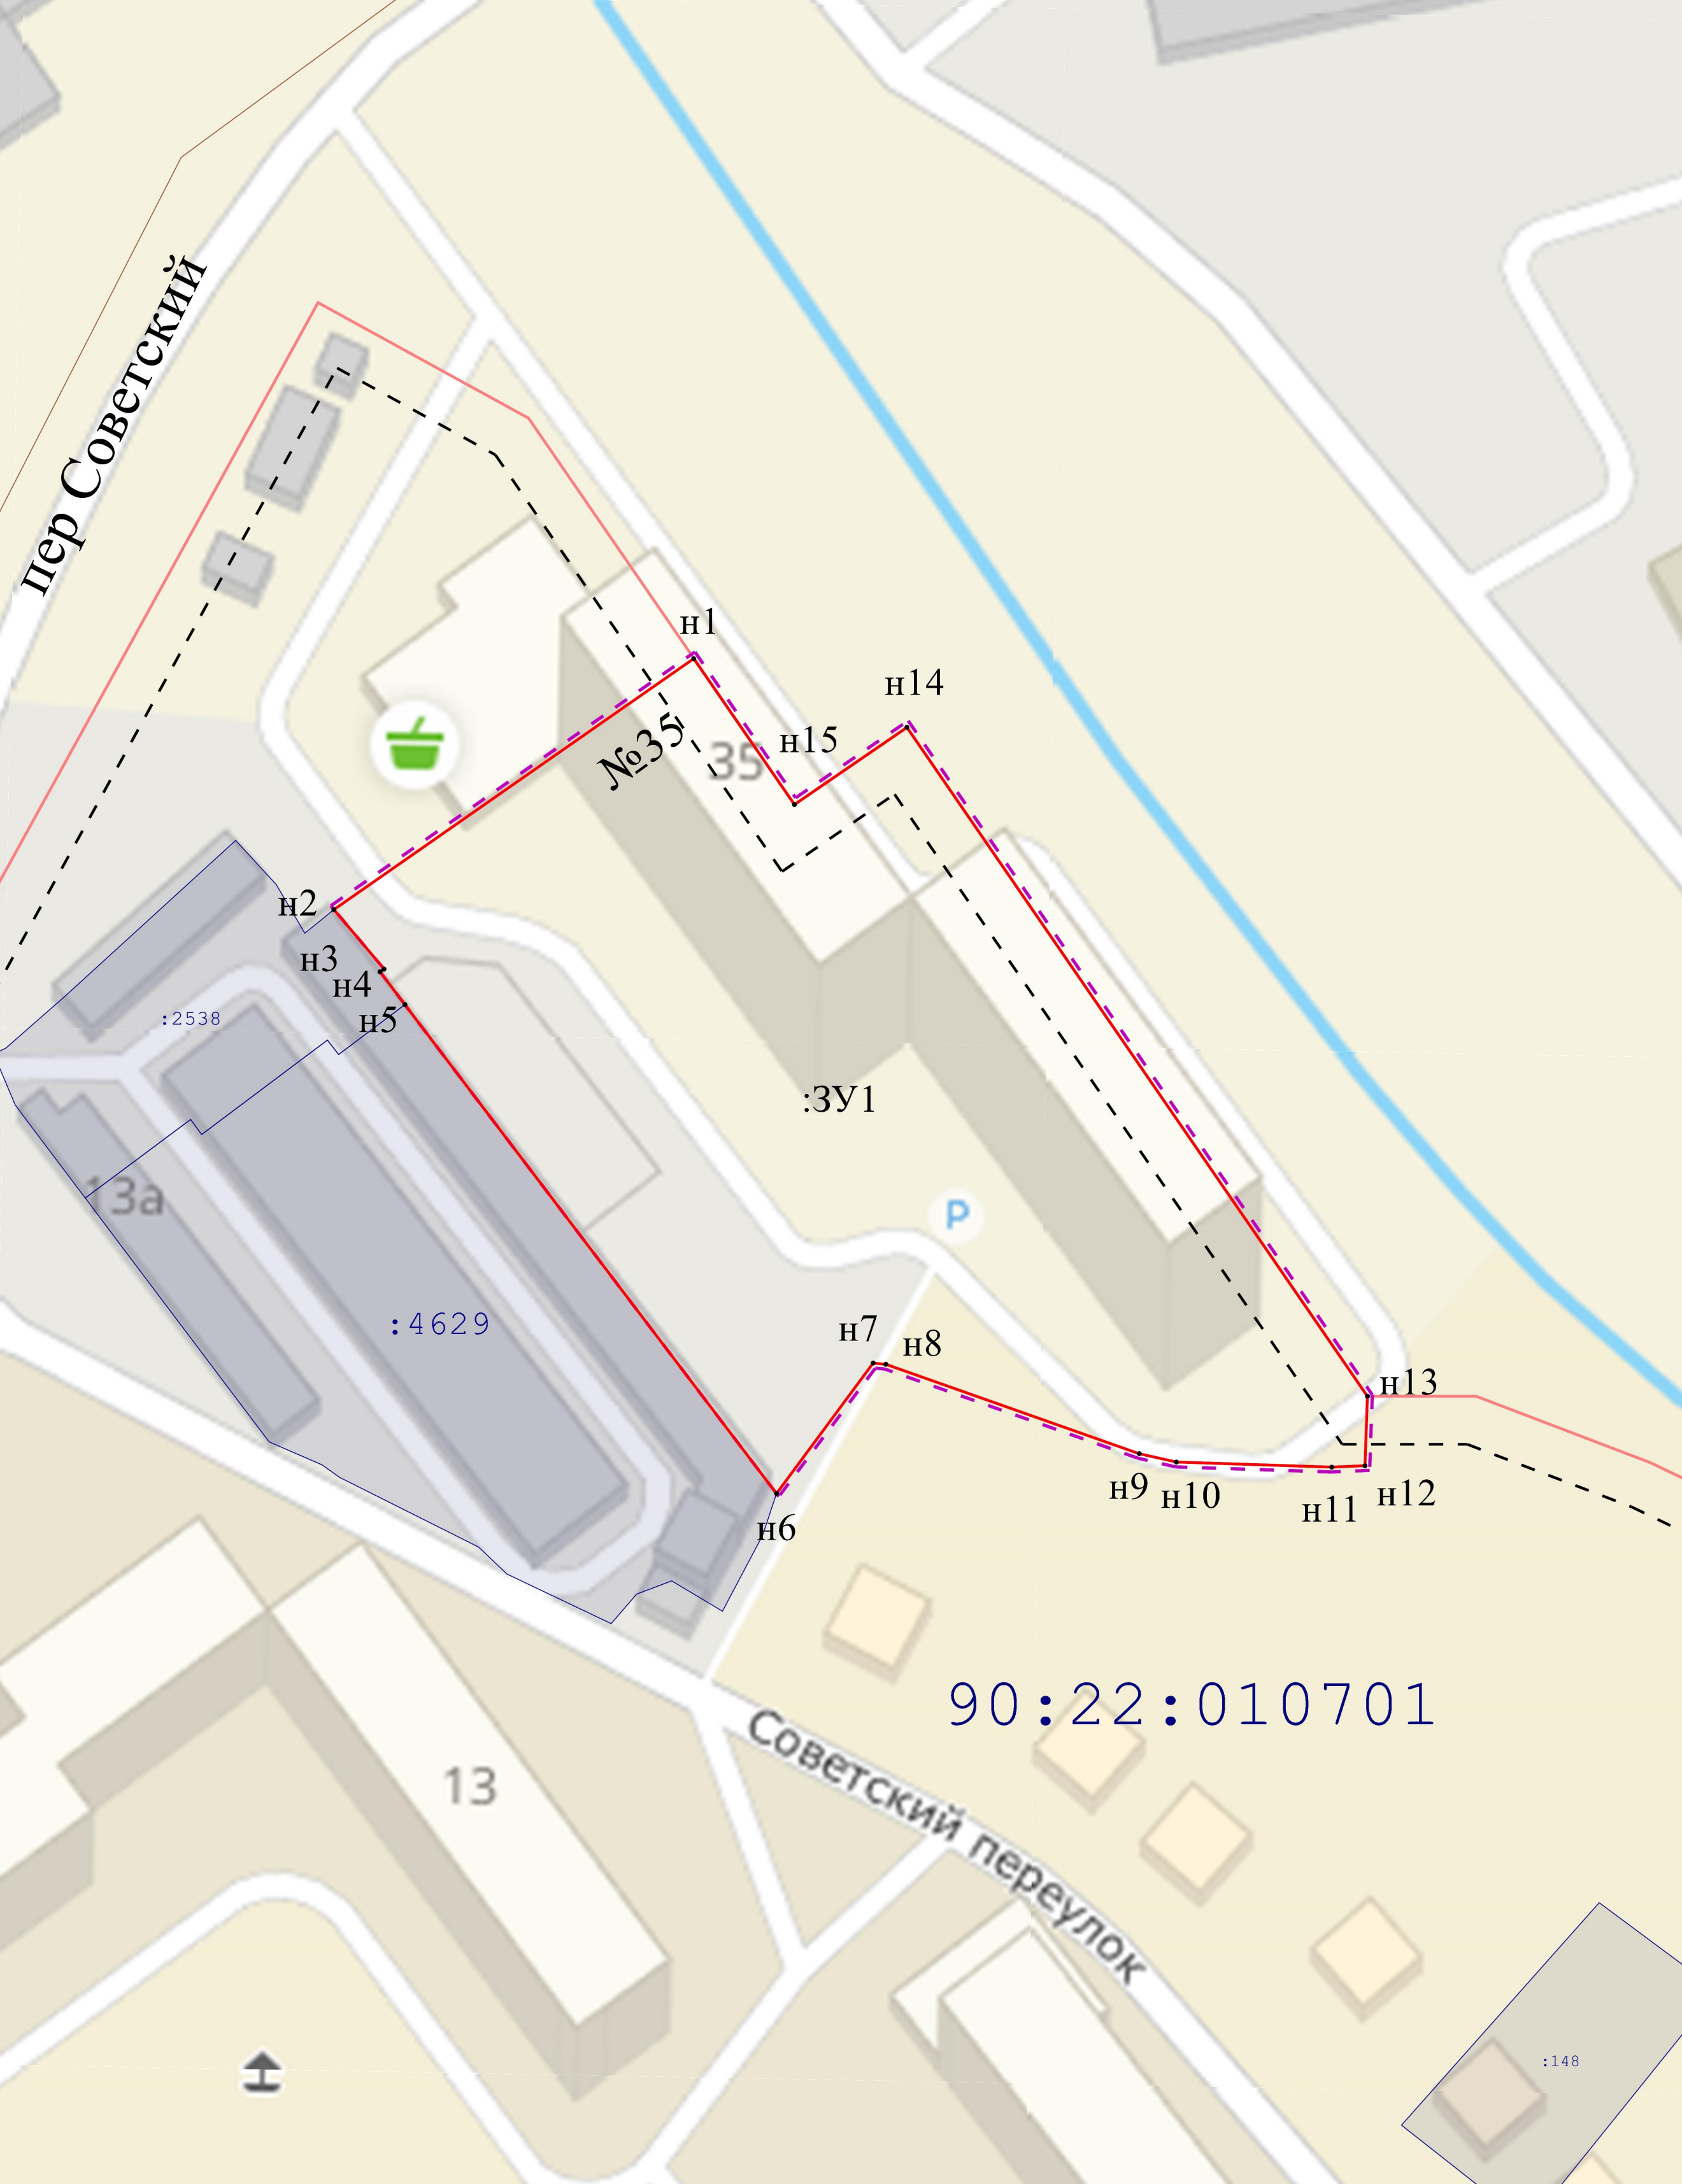 пер Советский
н1
н14
№35
35
н15
н2
н3
н4
н5
:2538
:ЗУ1
13а
P
:4629
н7
н8
н13
н9
н10
н11
н12
н6
90:22:010701
Советский переулок
13
:148